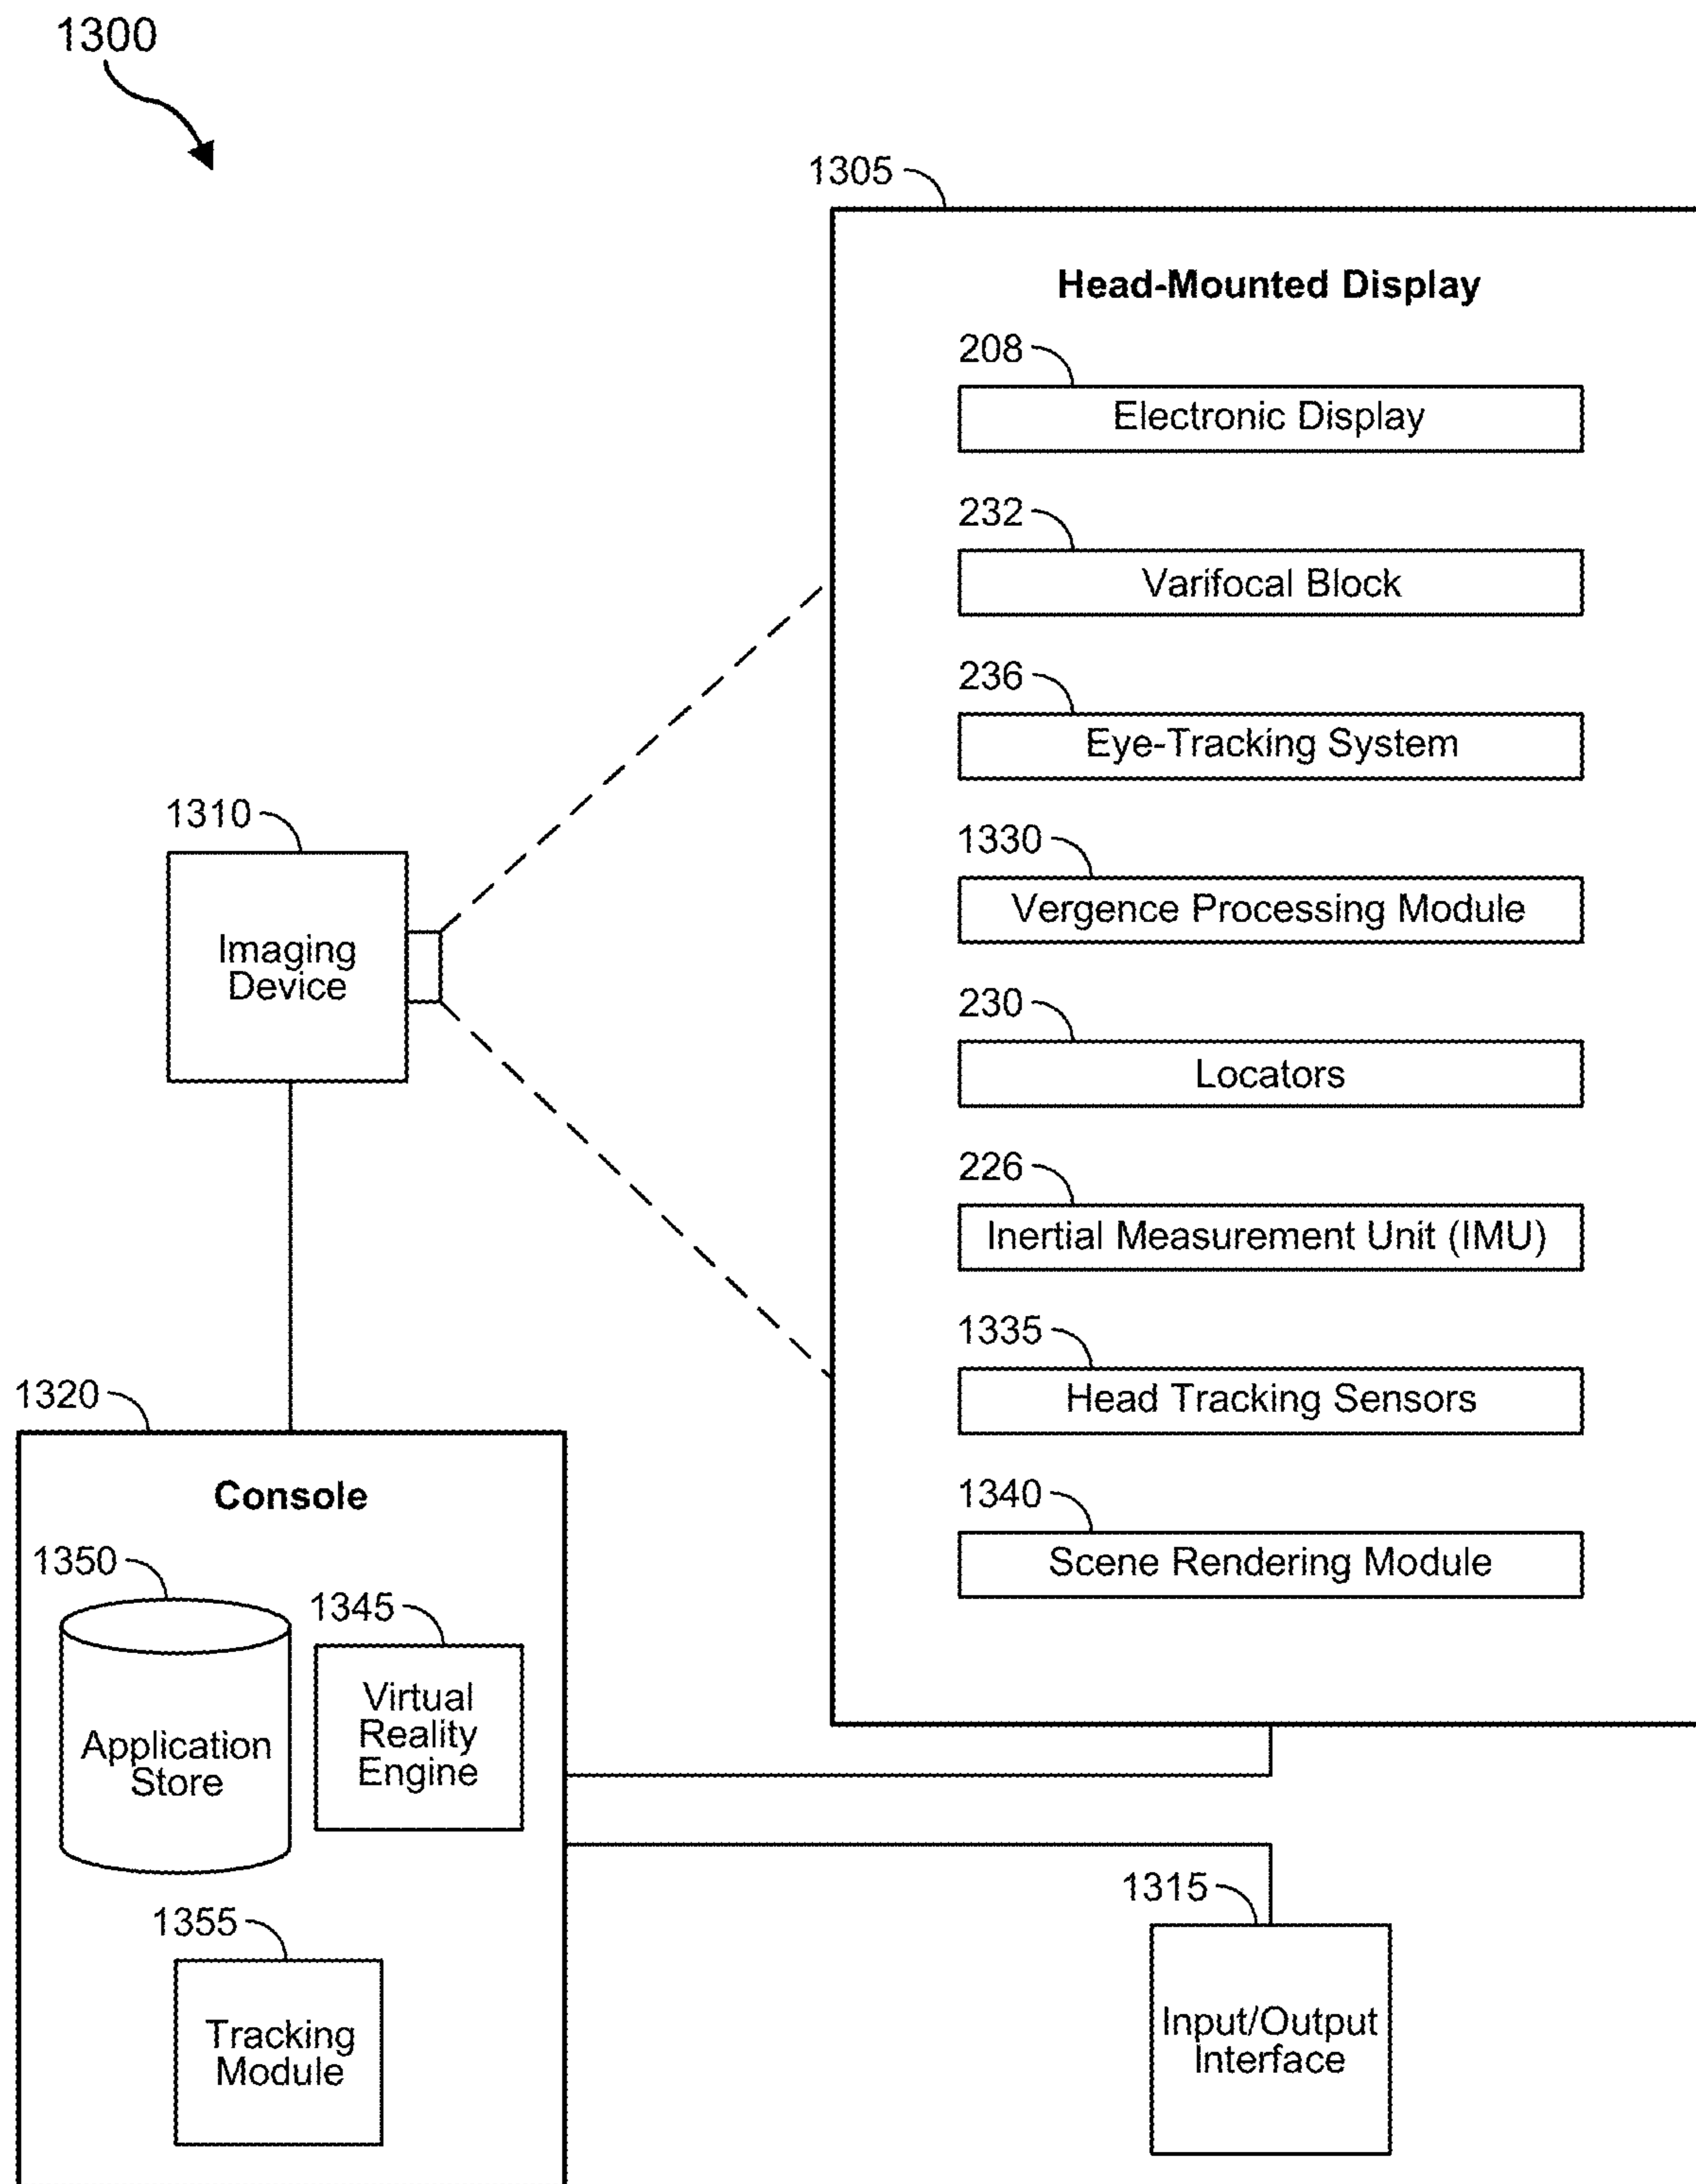 1300
1305
Head-Mounted Display
208
Electronic Display
232
Varifocal Block
236
Eye-Tracking System
1330
Vergence Processing Module
230
Locators
226
Inertial Measurement Unit (IMU)
1335
Head Tracking Sensors
1340
Scene Rendering Module
1310
Imaging
Device
1320
Console
1350
Application
Store
1345
Virtual
Reality
Engine
1355
Tracking
Module
1315
Input/Output
Interface